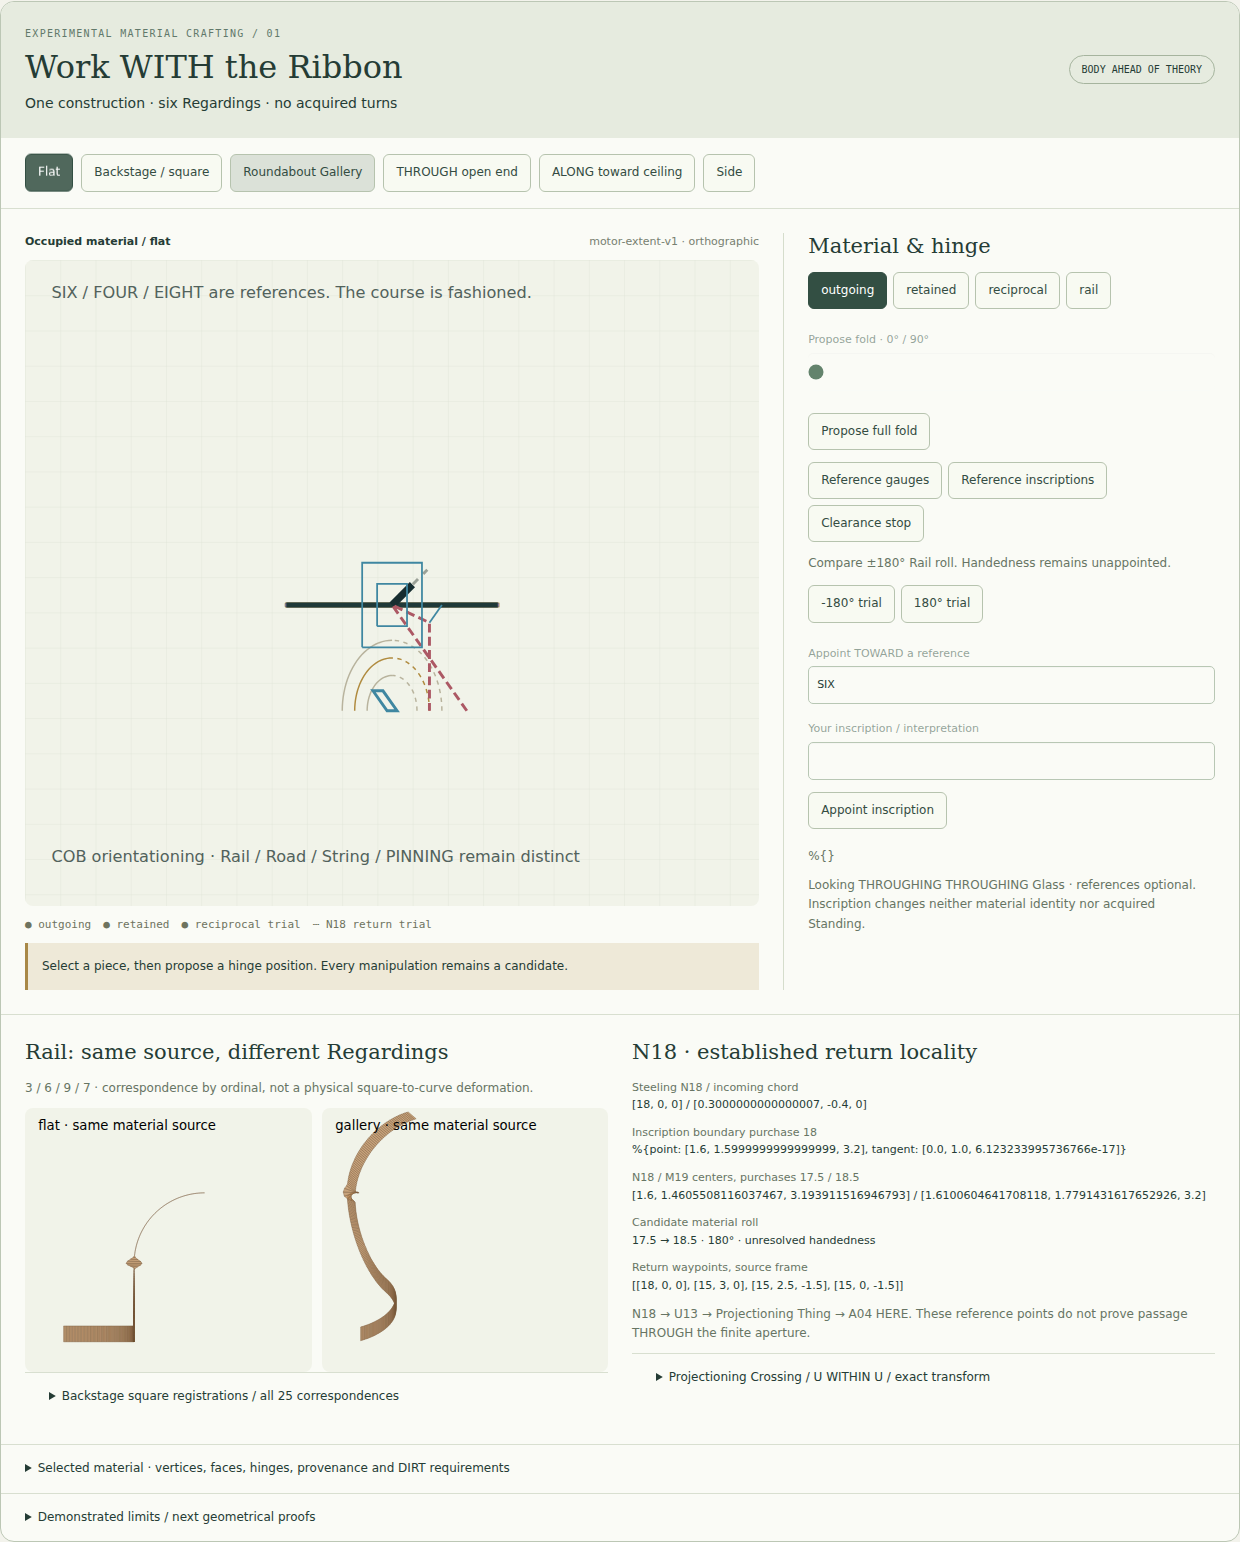 EXPERIMENTAL MATERIAL CRAFTING / 01
Work WITH the Ribbon
One construction · six Regardings · no acquired turns
BODY AHEAD OF THEORY
Flat
Backstage / square
Roundabout Gallery
THROUGH open end
ALONG toward ceiling
Side
Occupied material / flat
motor-extent-v1 · orthographic
SIX / FOUR / EIGHT are references. The course is fashioned.
COB orientationing · Rail / Road / String / PINNING remain distinct
● outgoing ● retained ● reciprocal trial — N18 return trial
Select a piece, then propose a hinge position. Every manipulation remains a candidate.
Material & hinge
outgoing
retained
reciprocal
rail
Propose fold · 0° / 90°
Propose full fold
Reference gauges
Reference inscriptions
Clearance stop
Compare ±180° Rail roll. Handedness remains unappointed.
-180° trial
180° trial
Appoint TOWARD a reference
SIX
Your inscription / interpretation
Appoint inscription
%{}
Looking THROUGHING THROUGHING Glass · references optional.
Inscription changes neither material identity nor acquired
Standing.
Rail: same source, different Regardings
3 / 6 / 9 / 7 · correspondence by ordinal, not a physical square-to-curve deformation.
flat · same material source
gallery · same material source
▶ Backstage square registrations / all 25 correspondences
N18 · established return locality
Steeling N18 / incoming chord
[18, 0, 0] / [0.3000000000000007, -0.4, 0]
Inscription boundary purchase 18
%{point: [1.6, 1.5999999999999999, 3.2], tangent: [0.0, 1.0, 6.123233995736766e-17]}
N18 / M19 centers, purchases 17.5 / 18.5
[1.6, 1.4605508116037467, 3.193911516946793] / [1.6100604641708118, 1.7791431617652926, 3.2]
Candidate material roll
17.5 → 18.5 · 180° · unresolved handedness
Return waypoints, source frame
[[18, 0, 0], [15, 3, 0], [15, 2.5, -1.5], [15, 0, -1.5]]
N18 → U13 → Projectioning Thing → A04 HERE. These reference points do not prove passage
THROUGH the finite aperture.
▶ Projectioning Crossing / U WITHIN U / exact transform
▶ Selected material · vertices, faces, hinges, provenance and DIRT requirements
▶ Demonstrated limits / next geometrical proofs